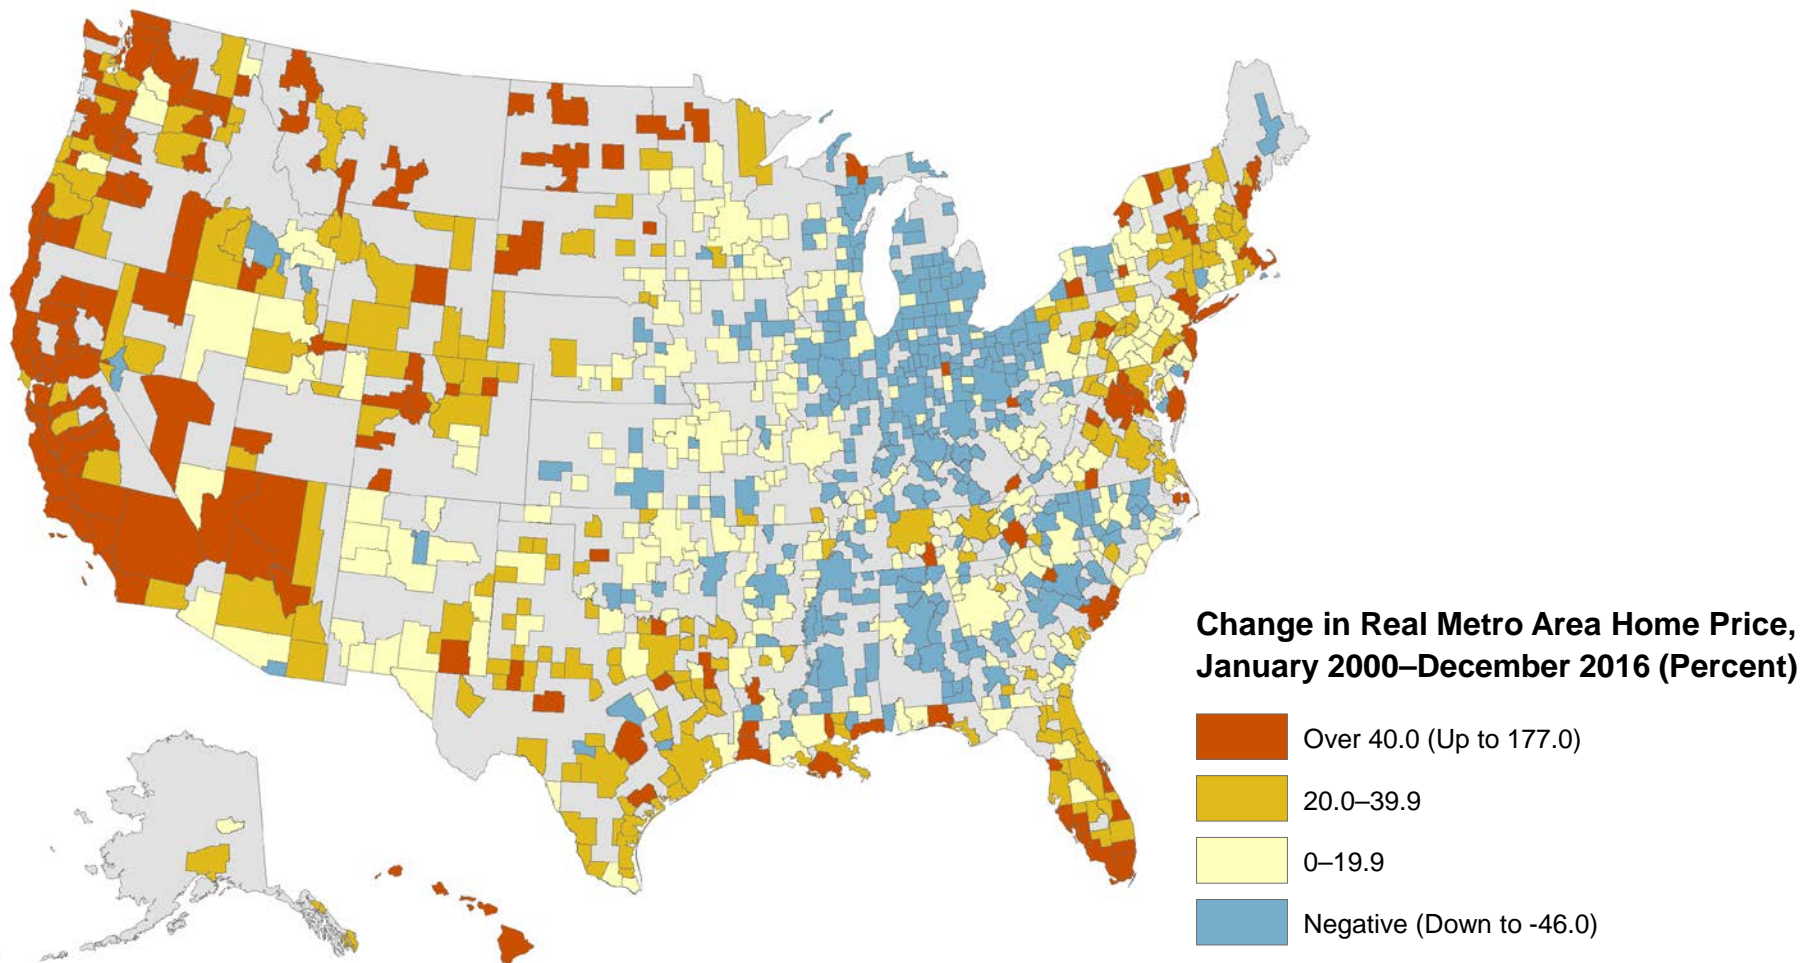 Change in Real Metro Area Home Price,
January 2000–December 2016 (Percent)
Over 40.0 (Up to 177.0)
20.0–39.9
0–19.9
Negative (Down to -46.0)